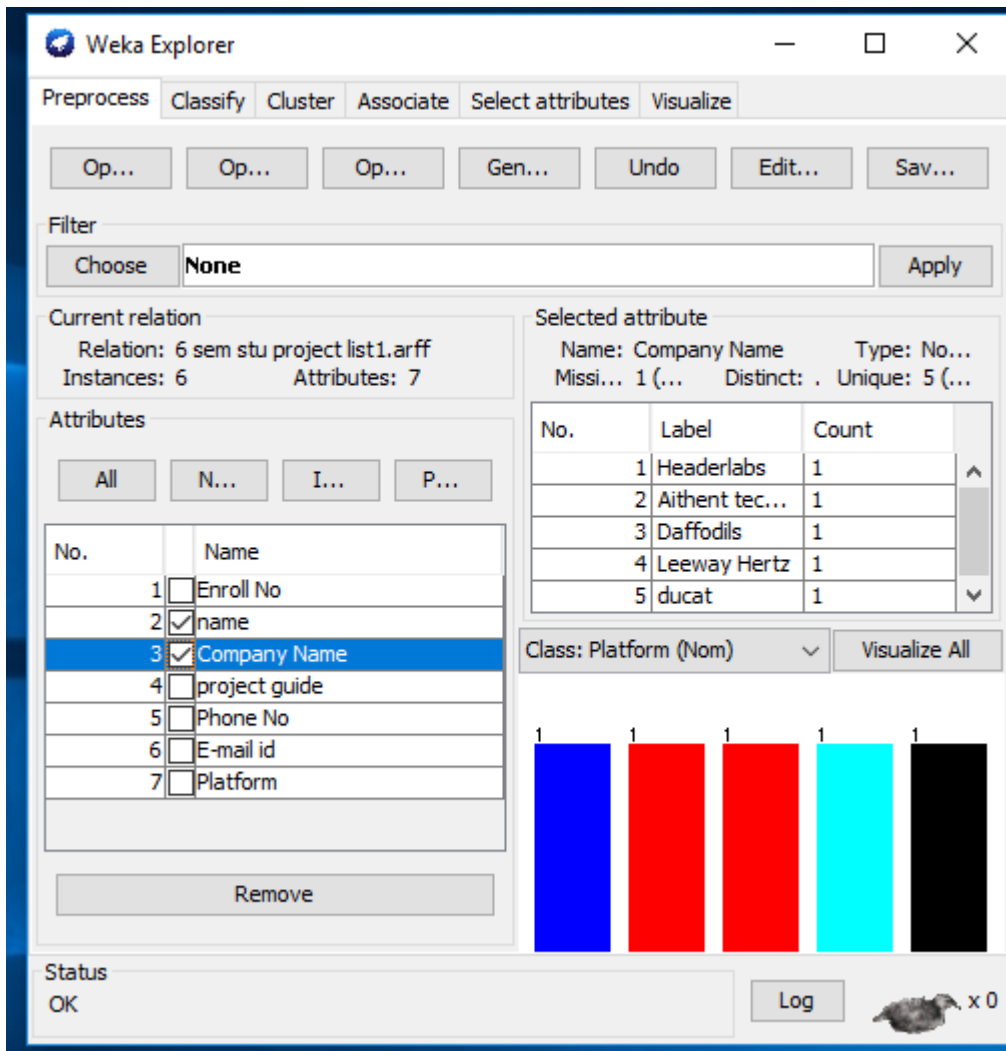 Weka Explorer
Preprocess Classify Cluster Associate Select attributes Visualize
Op... Op... Op... Gen... Undo Edit... Sav...
Filter
Choose None Apply
Current relation
Relation: 6 sem stu project list1.arff
Instances: 6 Attributes: 7
Attributes
All N... I... P...
No. Name
1 Enroll No
2 name
3 Company Name
4 project guide
5 Phone No
6 E-mail id
7 Platform
Remove
Selected attribute
Name: Company Name Type: No...
Missi... 1 (... Distinct: . Unique: 5 (...
No. Label Count
1 Headerlabs 1
2 Aithent tec... 1
3 Daffodils 1
4 Leeway Hertz 1
5 ducat 1
Class: Platform (Nom) Visualize All
1 1 1 1 1
Status
OK
Log x 0